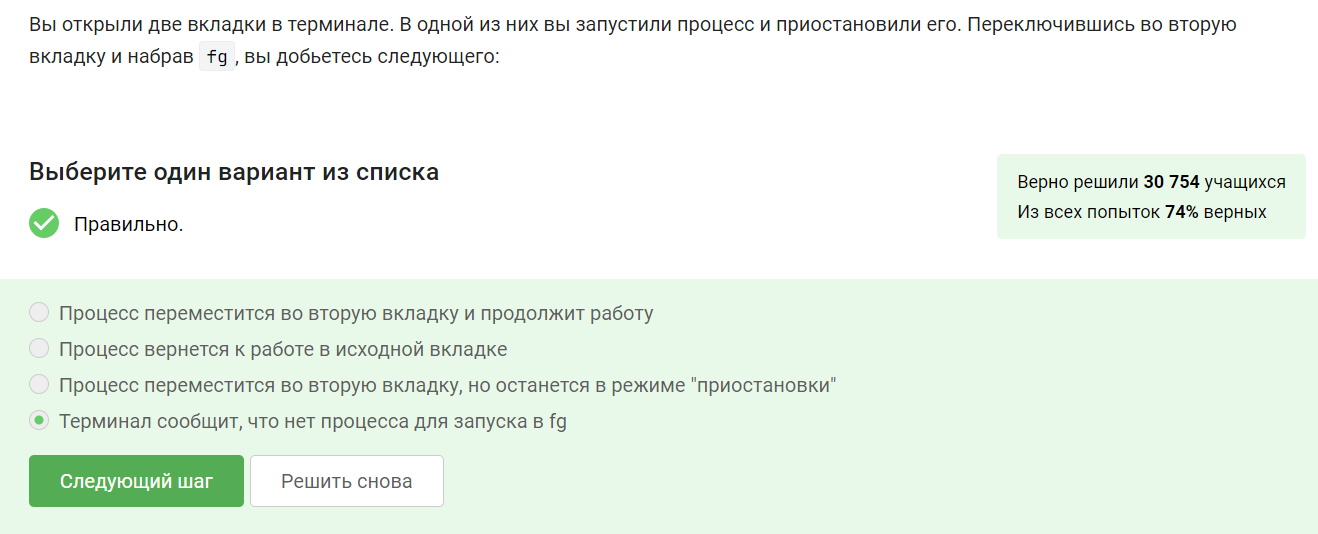 Вы открыли две вкладки в терминале. В одной из них вы запустили процесс и приостановили его. Переключившись во вторую
вкладку и набрав fg, вы добьетесь следующего:
Выберите один вариант из списка
Правильно.
Верно решили 30 754 учащихся
Из всех попыток 74% верных
Процесс переместится во вторую вкладку и продолжит работу
Процесс вернется к работе в исходной вкладке
Процесс переместится во вторую вкладку, но останется в режиме "приостановки"
Терминал сообщит, что нет процесса для запуска в fg
Следующий шаг
Решить снова